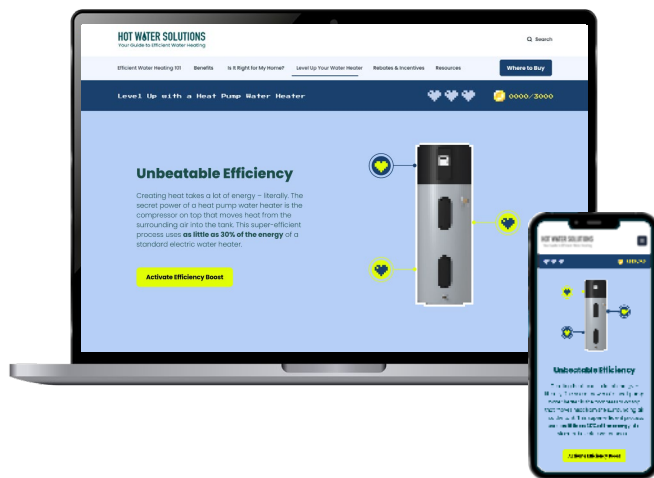 HOT WATER SOLUTIONS
Your Guide to Efficient Water Heating
Search
Efficient Water Heating 101 Benefits Is It Right for My Home? Level Up Your Water Heater Rebates & Incentives Resources Where to Buy
Level Up with a Heat Pump Water Heater 0000/3000
Unbeatable Efficiency
Creating heat takes a lot of energy – literally. The
secret power of a heat pump water heater is the
compressor on top that moves heat from the
surrounding air into the tank. This super-efficient
process uses as little as 30% of the energy of a
standard electric water heater.
Activate Efficiency Boost
HOT WATER SOLUTIONS
Unbeatable Efficiency
Activate Efficiency Boost